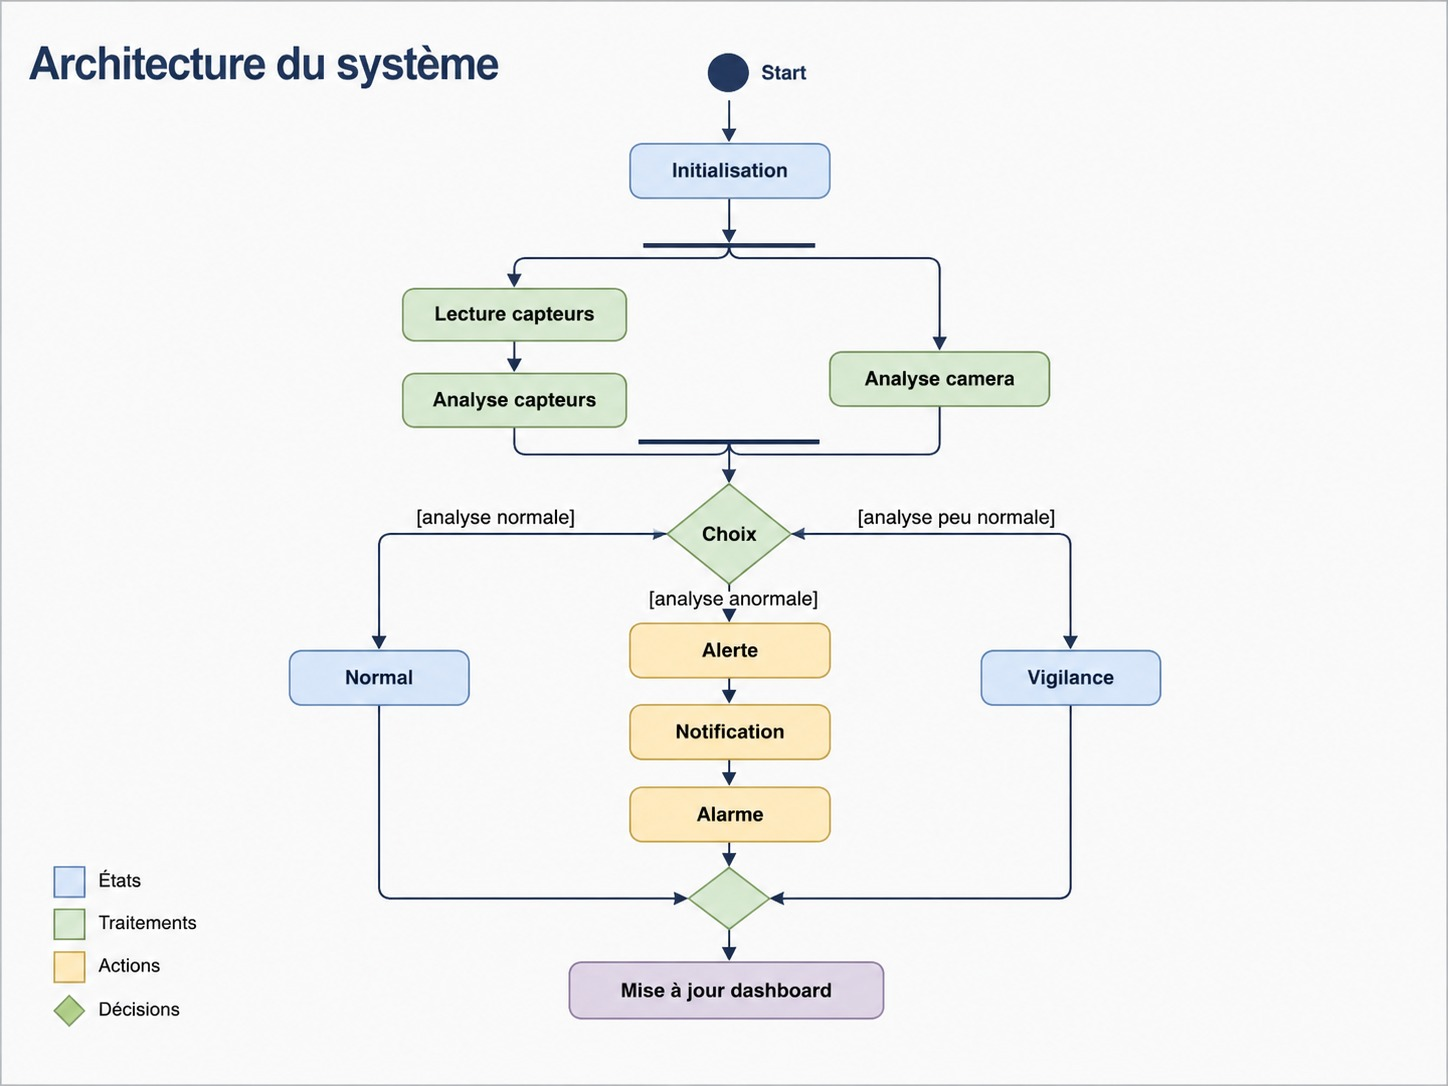 Architecture du système
Start
Initialisation
Lecture capteurs
Analyse camera
Analyse capteurs
[analyse normale]
[analyse peu normale]
Choix
[analyse anormale]
Alerte
Normal
Vigilance
Notification
Alarme
États
Traitements
Actions
Mise à jour dashboard
Décisions